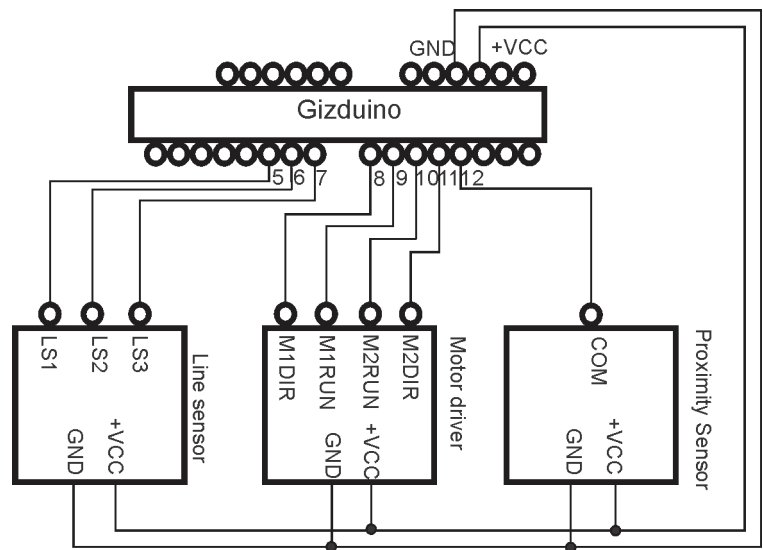 GND +VCC
Gizduino
5 6 7 8 9 10 11 12
LS1
LS2
LS3
+VCC
GND
Line sensor
M1DIR
M1RUN
M2RUN
M2DIR
GND
+VCC
Motor driver
COM
GND
+VCC
Proximity Sensor